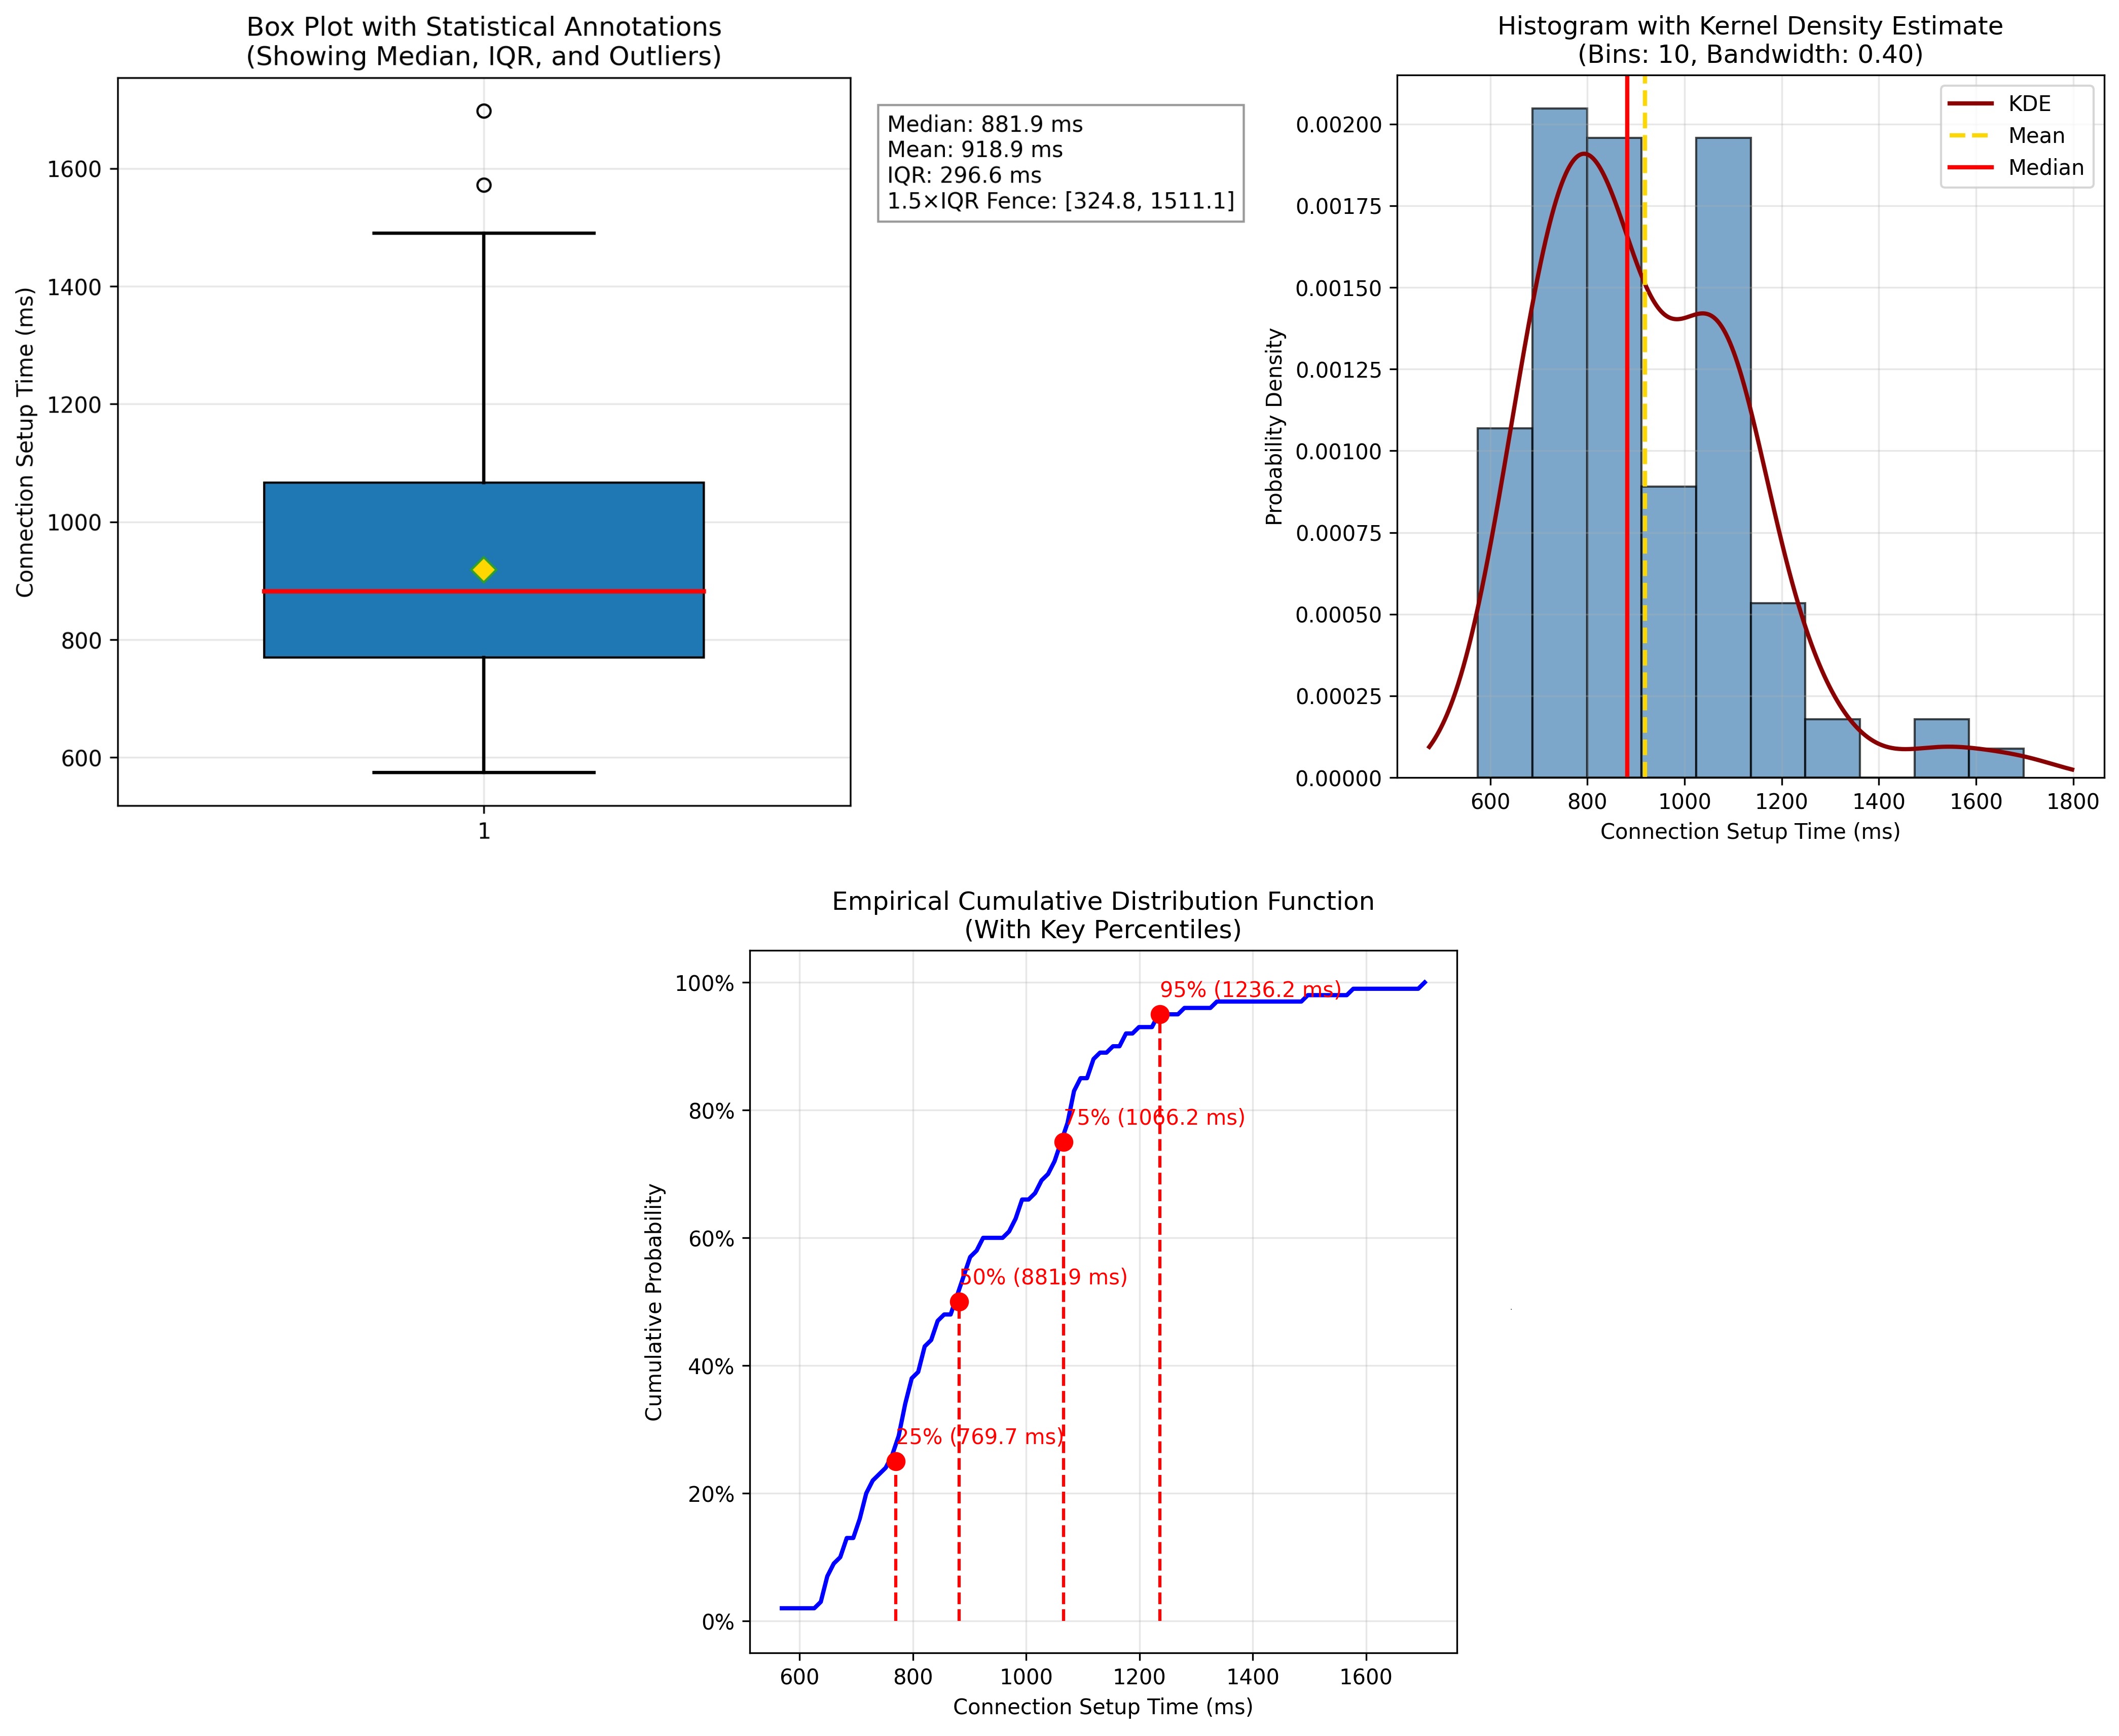 Box Plot with Statistical Annotations
(Showing Median, IQR, and Outliers)
Connection Setup Time (ms)
1600
1400
1200
1000
800
600
1
Median: 881.9 ms
Mean: 918.9 ms
IQR: 296.6 ms
1.5×IQR Fence: [324.8, 1511.1]
Histogram with Kernel Density Estimate
(Bins: 10, Bandwidth: 0.40)
KDE
Mean
Median
Probability Density
0.00200
0.00175
0.00150
0.00125
0.00100
0.00075
0.00050
0.00025
0.00000
600 800 1000 1200 1400 1600 1800
Connection Setup Time (ms)
Empirical Cumulative Distribution Function
(With Key Percentiles)
Cumulative Probability
100%
80%
60%
40%
20%
0%
95% (1236.2 ms)
75% (1066.2 ms)
50% (881.9 ms)
25% (769.7 ms)
600 800 1000 1200 1400 1600
Connection Setup Time (ms)